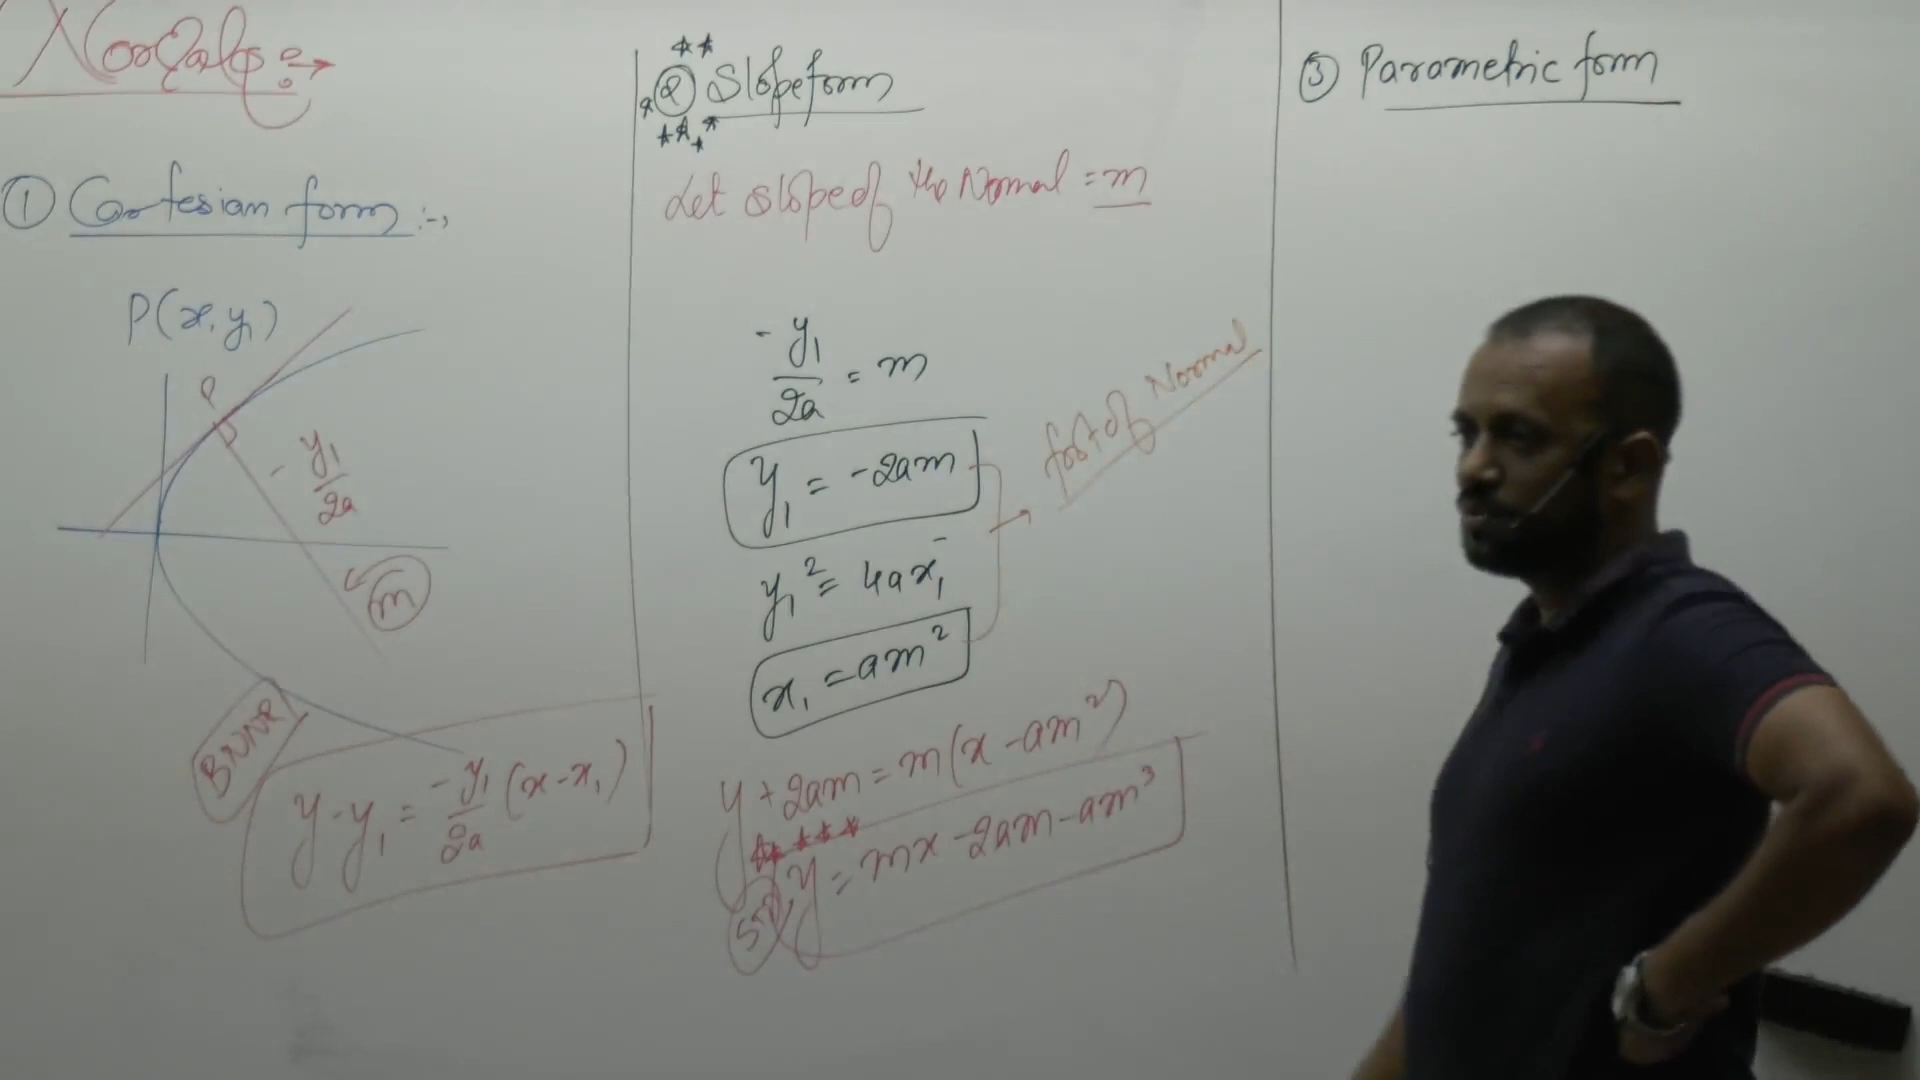 Normals :→
① Cartesian form :-,
P(x, y₁)
P
- y₁/2a
m
BNNR
y - y₁ = -y₁/2a (x - x₁)
② Slope form
Let slope of the Normal = m
- y₁/2a = m
y₁ = -2am
y₁² = 4ax₁
x₁ = am²
foot of Normal
y + 2am = m(x - am²)
y = mx - 2am - am³
③ Parametric form